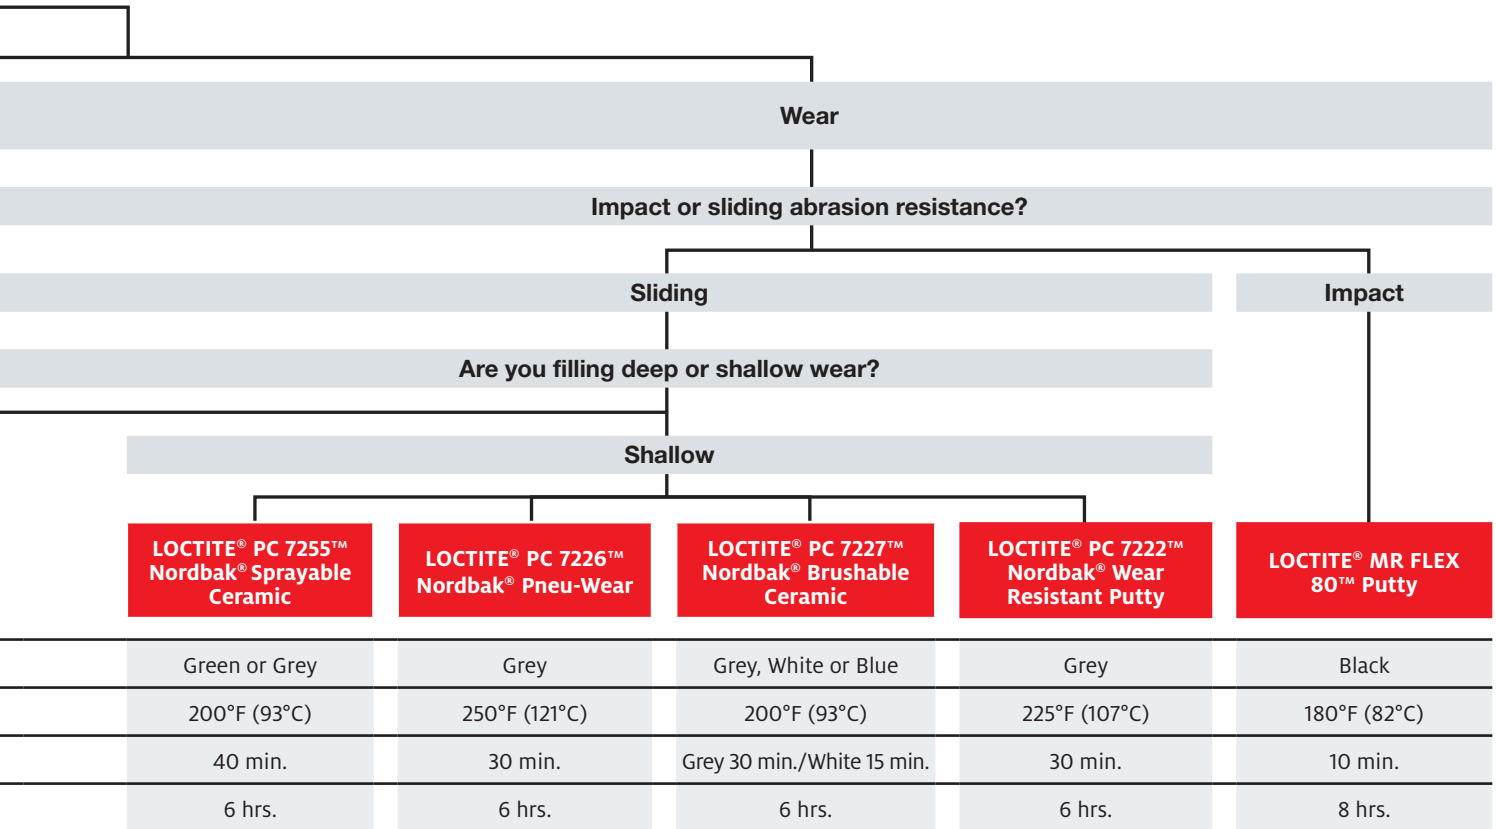 Wear
Impact or sliding abrasion resistance?
Sliding
Impact
Are you filling deep or shallow wear?
Shallow
LOCTITE® PC 7255™
Nordbak® Sprayable
Ceramic
LOCTITE® PC 7226™
Nordbak® Pneu-Wear
LOCTITE® PC 7227™
Nordbak® Brushable
Ceramic
LOCTITE® PC 7222™
Nordbak® Wear
Resistant Putty
LOCTITE® MR FLEX
80™ Putty
Green or Grey
Grey
Grey, White or Blue
Grey
Black
200°F (93°C)
250°F (121°C)
200°F (93°C)
225°F (107°C)
180°F (82°C)
40 min.
30 min.
Grey 30 min./White 15 min.
30 min.
10 min.
6 hrs.
6 hrs.
6 hrs.
6 hrs.
8 hrs.